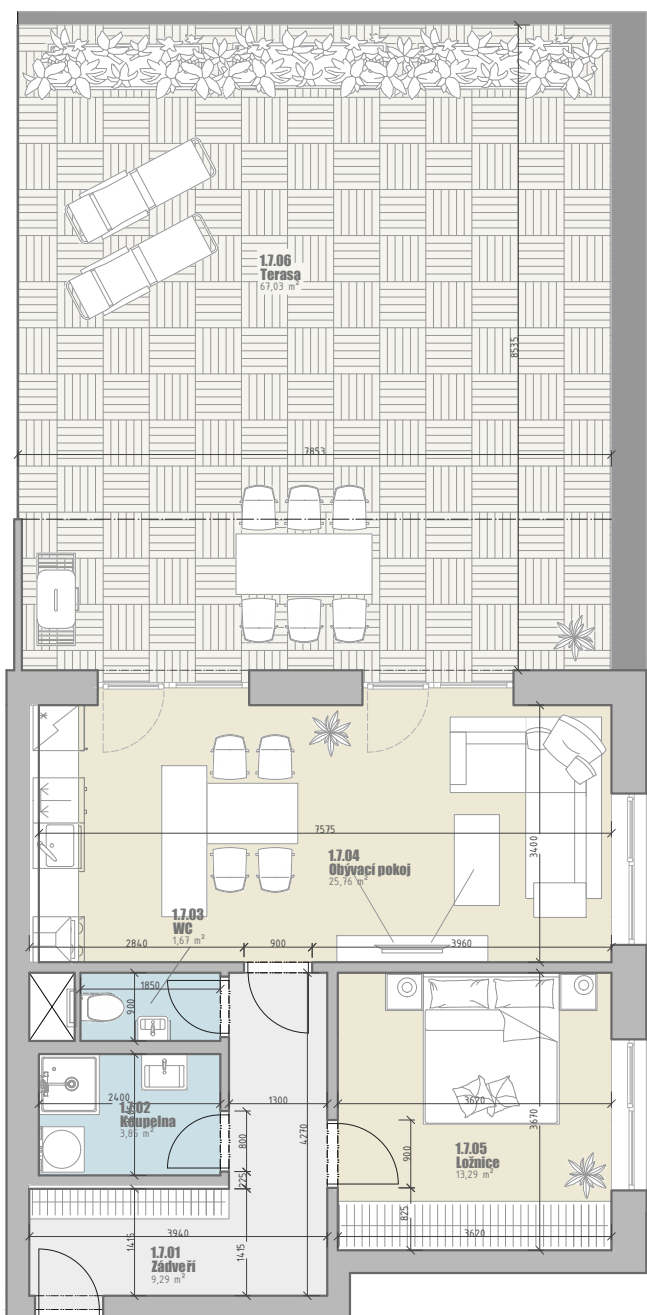 1.7.06
Terasa
67,03 m²
8535
7853
7575
3400
1.7.04
Obývací pokoj
25,76 m²
1.7.03
WC
1,67 m²
2840
900
3960
1850
900
2400
1.7.02
Koupelna
3,85 m²
1300
800
4270
225
3620
3670
900
1.7.05
Ložnice
13,29 m²
825
3620
3940
1415
1415
1.7.01
Zádveří
9,29 m²